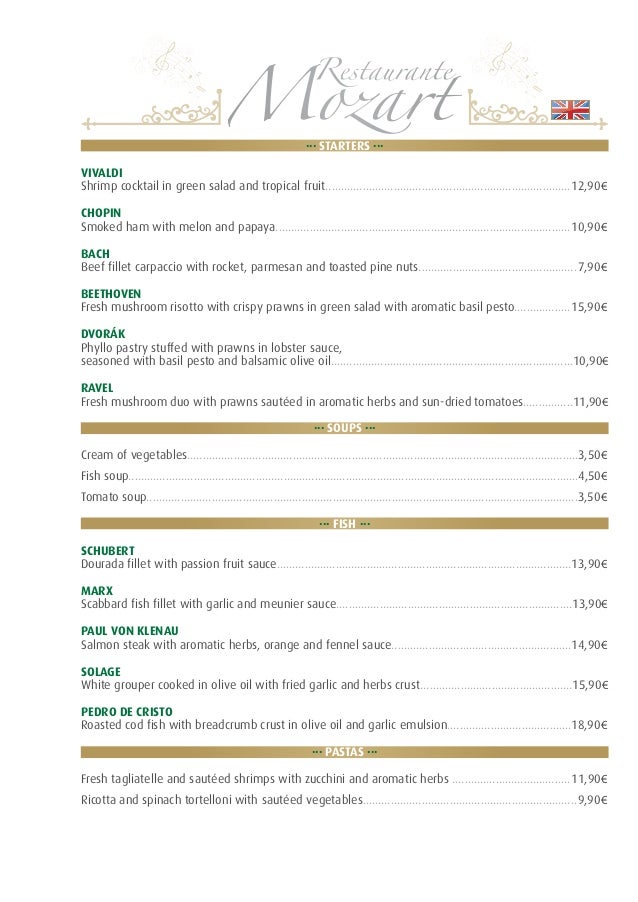 Restaurante
Mozart
••• STARTERS •••
VIVALDI
Shrimp cocktail in green salad and tropical fruit..............................................................................12,90€
CHOPIN
Smoked ham with melon and papaya..............................................................................................10,90€
BACH
Beef fillet carpaccio with rocket, parmesan and toasted pine nuts...................................................7,90€
BEETHOVEN
Fresh mushroom risotto with crispy prawns in green salad with aromatic basil pesto..................15,90€
DVORÁK
Phyllo pastry stuffed with prawns in lobster sauce,
seasoned with basil pesto and balsamic olive oil.............................................................................10,90€
RAVEL
Fresh mushroom duo with prawns sautéed in aromatic herbs and sun-dried tomatoes................11,90€
••• SOUPS •••
Cream of vegetables.............................................................................................................................3,50€
Fish soup................................................................................................................................................4,50€
Tomato soup..........................................................................................................................................3,50€
••• FISH •••
SCHUBERT
Dourada fillet with passion fruit sauce..............................................................................................13,90€
MARX
Scabbard fish fillet with garlic and meunier sauce...........................................................................13,90€
PAUL VON KLENAU
Salmon steak with aromatic herbs, orange and fennel sauce.........................................................14,90€
SOLAGE
White grouper cooked in olive oil with fried garlic and herbs crust................................................15,90€
PEDRO DE CRISTO
Roasted cod fish with breadcrumb crust in olive oil and garlic emulsion.......................................18,90€
••• PASTAS •••
Fresh tagliatelle and sautéed shrimps with zucchini and aromatic herbs .....................................11,90€
Ricotta and spinach tortelloni with sautéed vegetables....................................................................9,90€